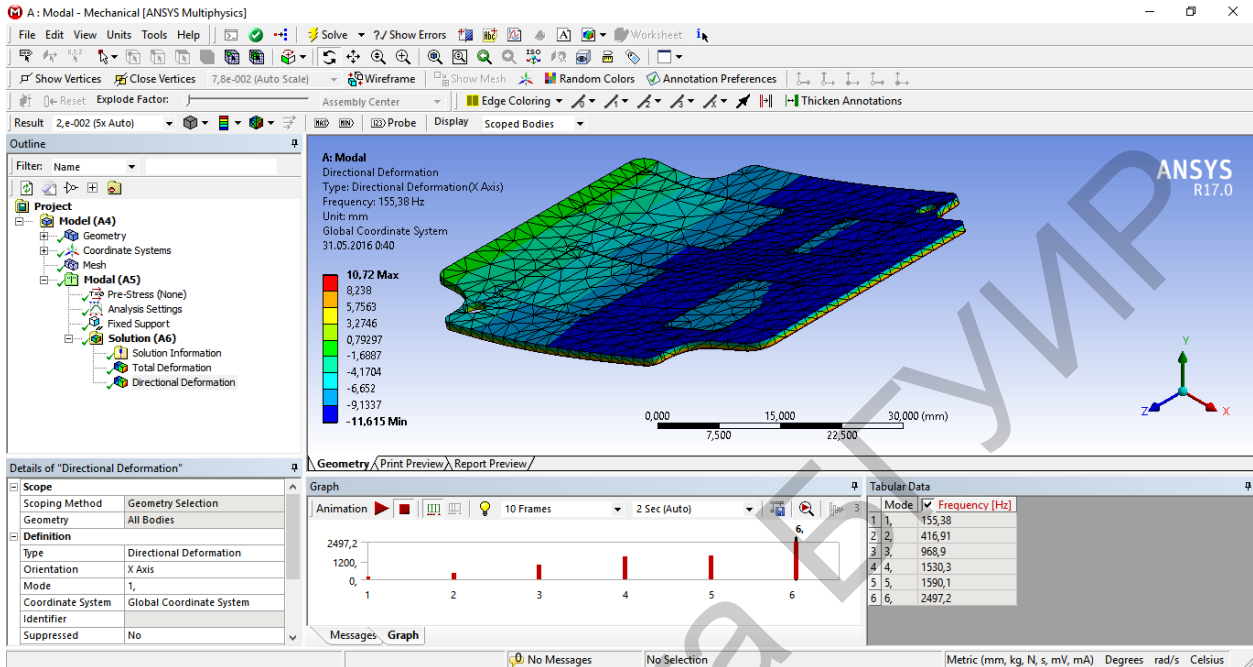 A : Modal - Mechanical [ANSYS Multiphysics]
File Edit View Units Tools Help Solve ?/ Show Errors Worksheet
Show Vertices Close Vertices 7,8e-002 (Auto Scale) Wireframe Show Mesh Random Colors Annotation Preferences
Reset Explode Factor: Assembly Center Edge Coloring Thicken Annotations
Result 2,e-002 (5x Auto) Probe Display Scoped Bodies
Outline
Filter: Name
Project
Model (A4)
Geometry
Coordinate Systems
Mesh
Modal (A5)
Pre-Stress (None)
Analysis Settings
Fixed Support
Solution (A6)
Solution Information
Total Deformation
Directional Deformation
A: Modal
Directional Deformation
Type: Directional Deformation(X Axis)
Frequency: 155,38 Hz
Unit: mm
Global Coordinate System
31.05.2016 0:40
10,72 Max
8,238
5,7563
3,2746
0,79297
-1,6887
-4,1704
-6,652
-9,1337
-11,615 Min
ANSYS
R17.0
0,000 15,000 30,000 (mm)
7,500 22,500
Y
Z X
Geometry Print Preview Report Preview
Details of "Directional Deformation"
Scope
Scoping Method Geometry Selection
Geometry All Bodies
Definition
Type Directional Deformation
Orientation X Axis
Mode 1,
Coordinate System Global Coordinate System
Identifier
Suppressed No
Graph
Animation 10 Frames 2 Sec (Auto) 3
6,
2497,2
1200,
0,
1 2 3 4 5 6
Messages Graph
Tabular Data
Mode Frequency [Hz]
1 1, 155,38
2 2, 416,91
3 3, 968,9
4 4, 1530,3
5 5, 1590,1
6 6, 2497,2
0 No Messages No Selection Metric (mm, kg, N, s, mV, mA) Degrees rad/s Celsius
а БГУИР